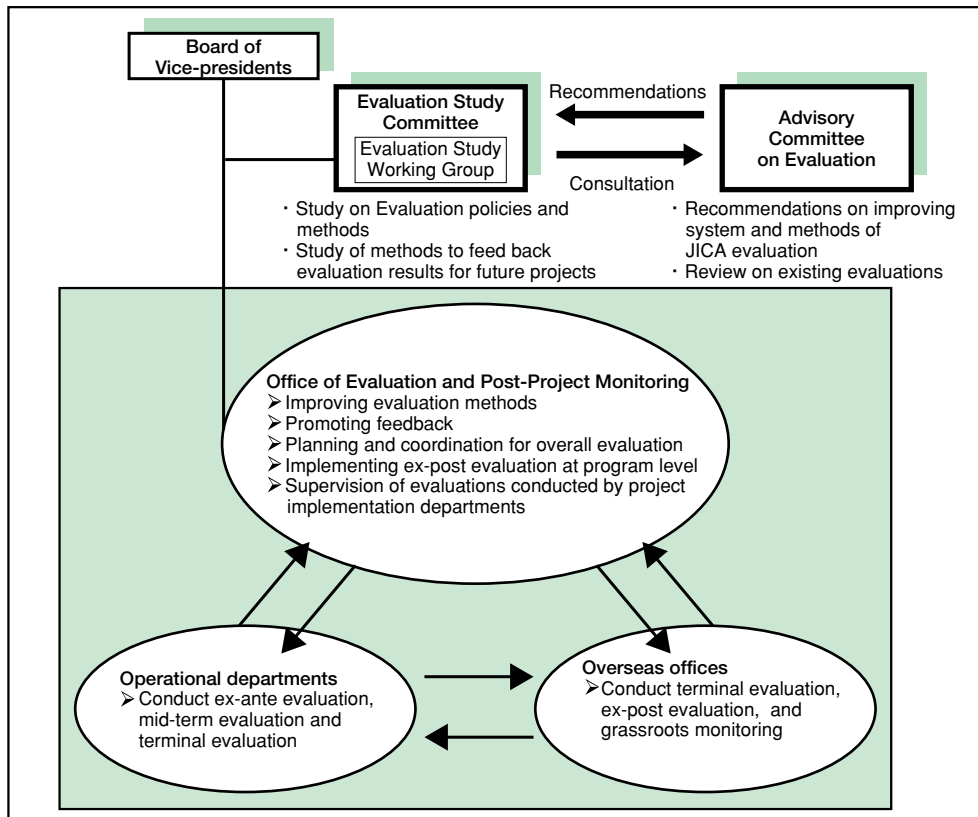 Board of
Vice-presidents
Evaluation Study
Committee
Evaluation Study
Working Group
Recommendations
Consultation
Advisory
Committee
on Evaluation
・Study on Evaluation policies and
methods
・Study of methods to feed back
evaluation results for future projects
・Recommendations on improving
system and methods of
JICA evaluation
・Review on existing evaluations
Office of Evaluation and Post-Project Monitoring
➢Improving evaluation methods
➢Promoting feedback
➢Planning and coordination for overall evaluation
➢Implementing ex-post evaluation at program level
➢Supervision of evaluations conducted by project
implementation departments
Operational departments
➢Conduct ex-ante evaluation,
mid-term evaluation and
terminal evaluation
Overseas offices
➢Conduct terminal evaluation,
ex-post evaluation, and
grassroots monitoring